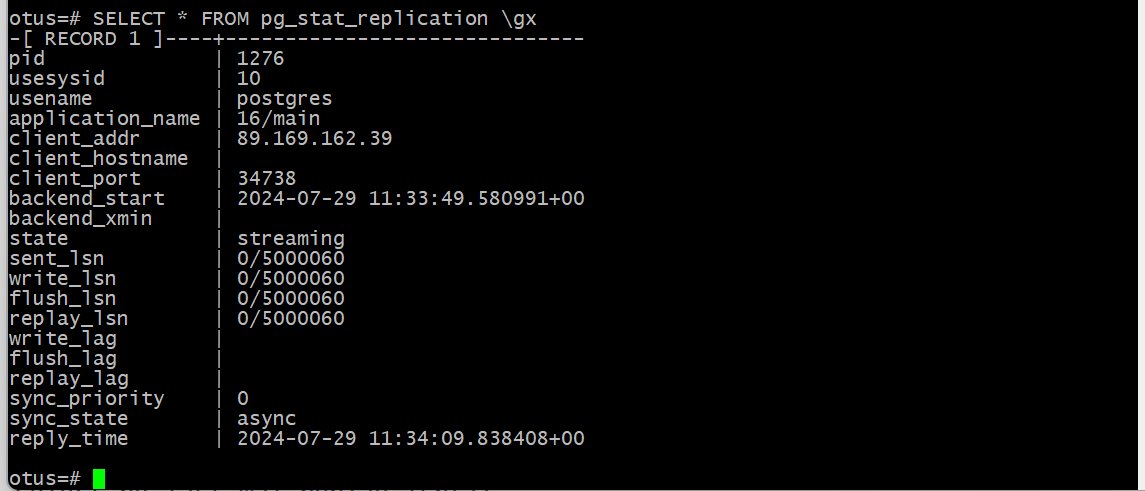 otus=# SELECT * FROM pg_stat_replication \gx
-[ RECORD 1 ]----+------------------------------
pid              | 1276
usesysid         | 10
usename          | postgres
application_name | 16/main
client_addr      | 89.169.162.39
client_hostname  |
client_port      | 34738
backend_start    | 2024-07-29 11:33:49.580991+00
backend_xmin     |
state            | streaming
sent_lsn         | 0/5000060
write_lsn        | 0/5000060
flush_lsn        | 0/5000060
replay_lsn       | 0/5000060
write_lag        |
flush_lag        |
replay_lag       |
sync_priority    | 0
sync_state       | async
reply_time       | 2024-07-29 11:34:09.838408+00
otus=#